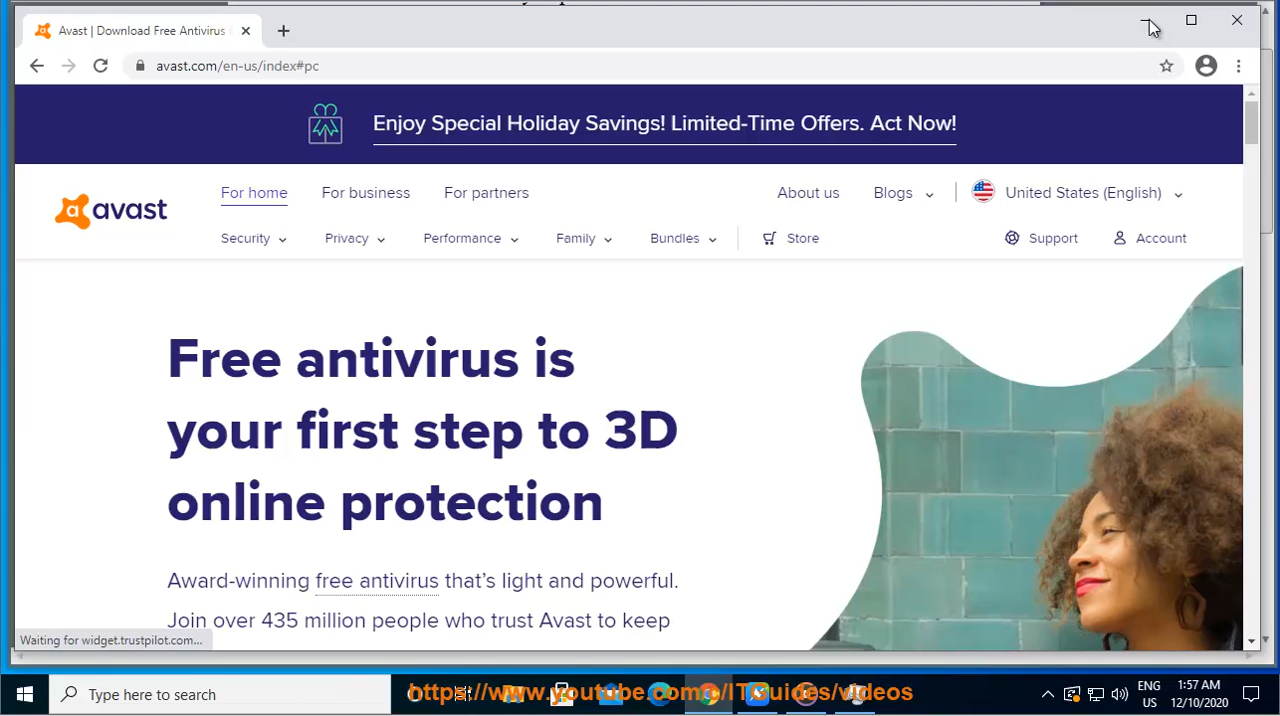 Avast | Download Free Antivirus
avast.com/en-us/index#pc
Enjoy Special Holiday Savings! Limited-Time Offers. Act Now!
avast
For home For business For partners About us Blogs United States (English)
Security Privacy Performance Family Bundles Store Support Account
Free antivirus is
your first step to 3D
online protection
Award-winning free antivirus that's light and powerful.
Join over 435 million people who trust Avast to keep
Waiting for widget.trustpilot.com...
Type here to search
https://www.youtube.com/c/ITGuides/videos
ENG
US
1:57 AM
12/10/2020